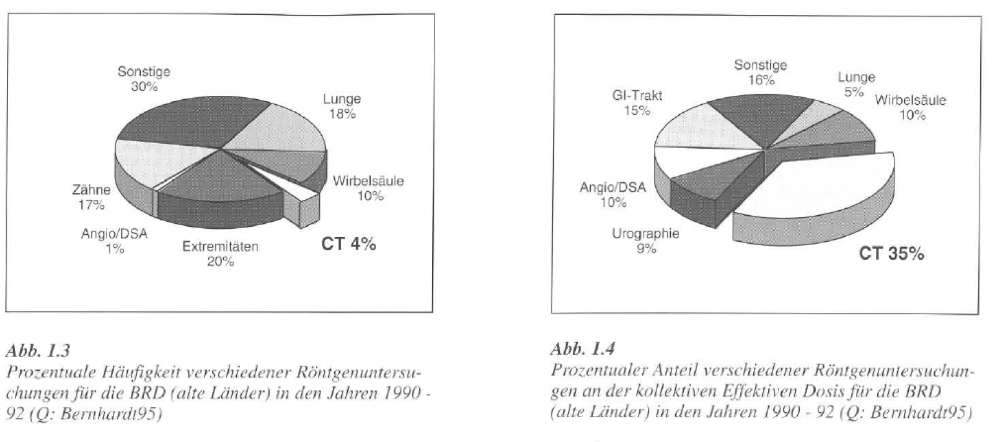 Sonstige
30%
Lunge
18%
Wirbelsäule
10%
Zähne
17%
Angio/DSA
1%
Extremitäten
20%
CT 4%
Abb. I.3
Prozentuale Häufigkeit verschiedener Röntgenuntersu-
chungen für die BRD (alte Länder) in den Jahren 1990 -
92 (Q: Bernhardt95)
Sonstige
16%
Lunge
5%
Wirbelsäule
10%
GI-Trakt
15%
Angio/DSA
10%
Urographie
9%
CT 35%
Abb. I.4
Prozentualer Anteil verschiedener Röntgenuntersuchun-
gen an der kollektiven Effektiven Dosis für die BRD
(alte Länder) in den Jahren 1990 - 92 (Q: Bernhardt95)